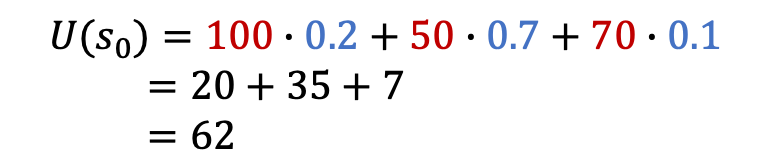 U(s₀) = 100 · 0.2 + 50 · 0.7 + 70 · 0.1
= 20 + 35 + 7
= 62